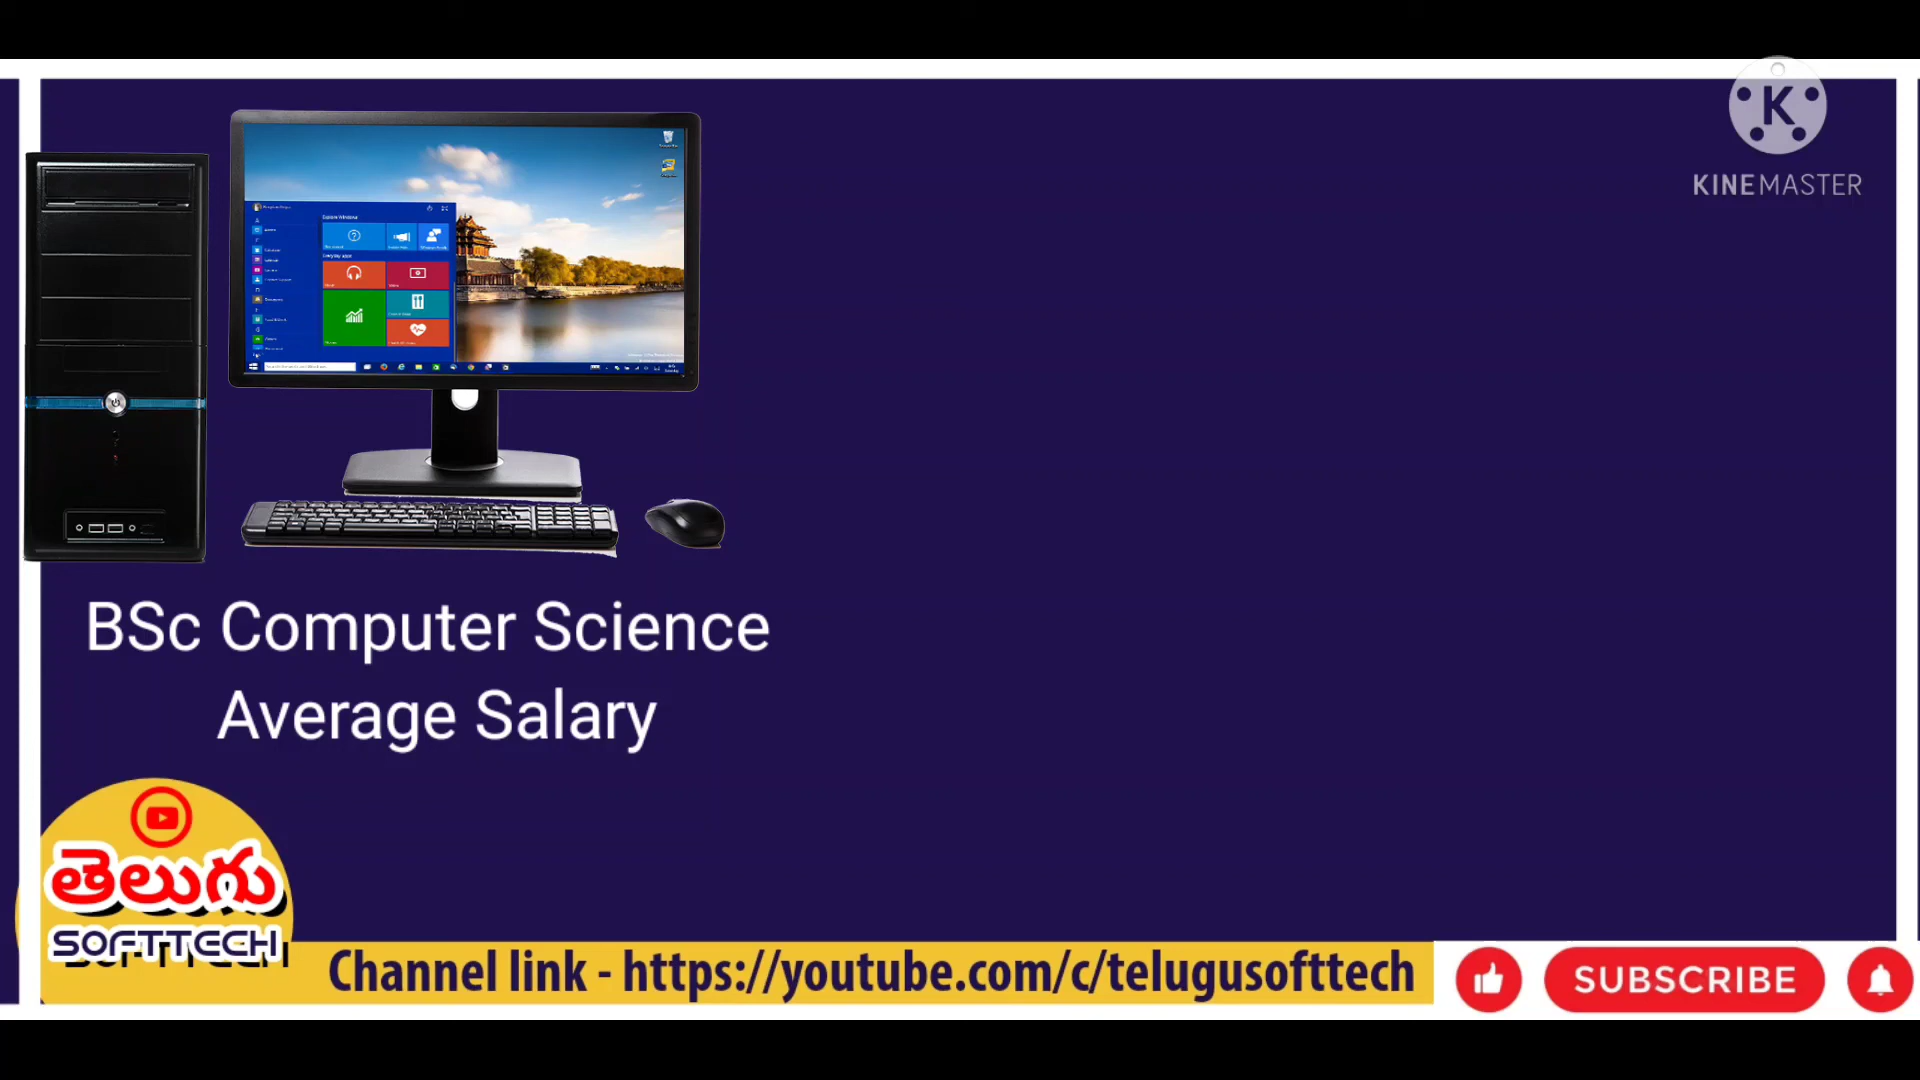 KINEMASTER
BSc Computer Science
Average Salary
తెలుగు
SOFTTECH
Channel link - https://youtube.com/c/telugusofttech
SUBSCRIBE